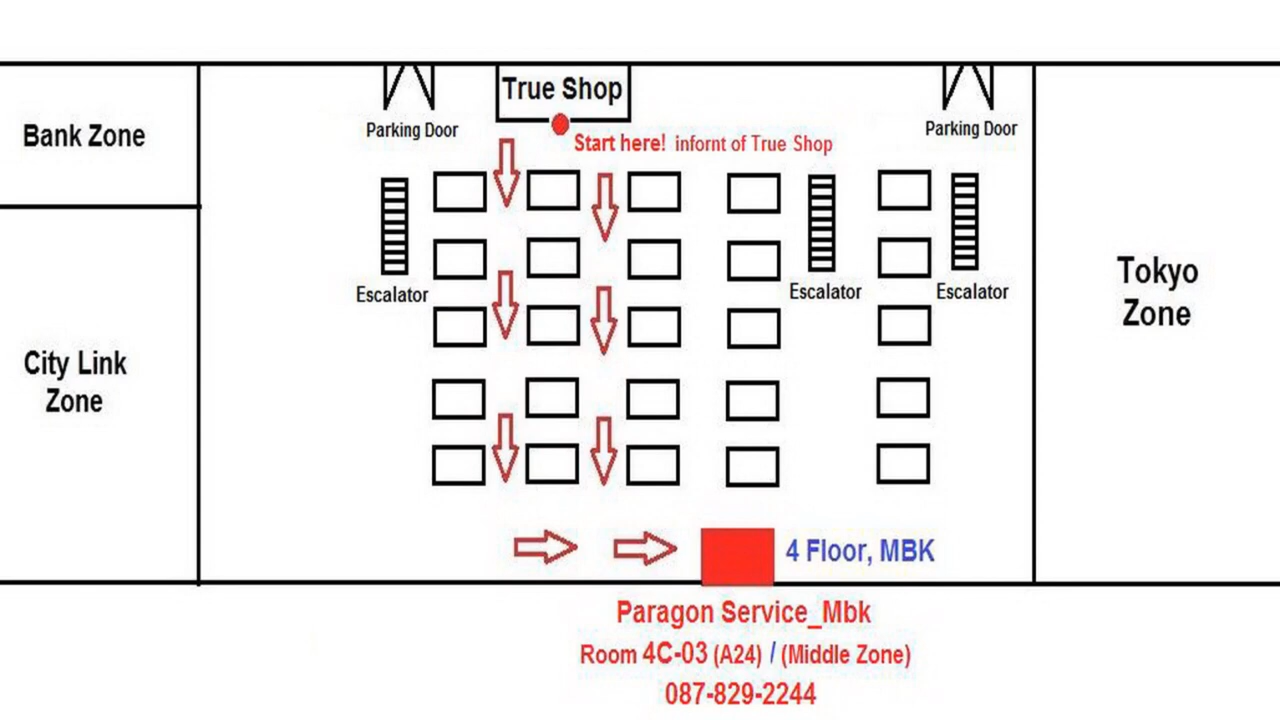 True Shop
Bank Zone
Parking Door
Parking Door
Start here! infornt of True Shop
Escalator
Escalator
Escalator
Tokyo
Zone
City Link
Zone
4 Floor, MBK
Paragon Service_Mbk
Room 4C-03 (A24) / (Middle Zone)
087-829-2244